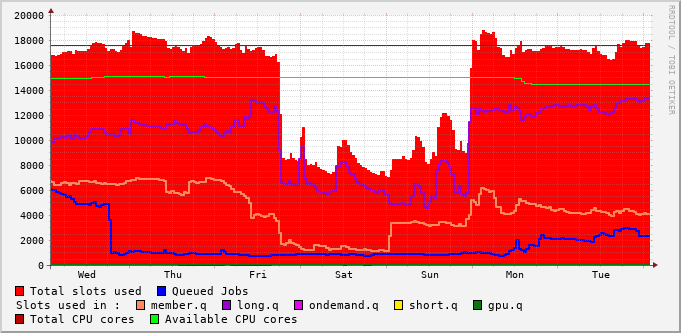 20000
18000
16000
14000
12000
10000
8000
6000
4000
2000
0
Wed Thu Fri Sat Sun Mon Tue
RRDTOOL / TOBI OETIKER
Total slots used Queued Jobs
Slots used in : member.q long.q ondemand.q short.q gpu.q
Total CPU cores Available CPU cores